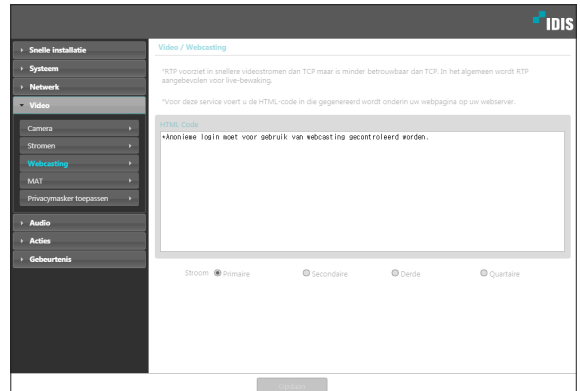 IDIS
Snelle installatie
Systeem
Netwerk
Video
Camera
Stromen
Webcasting
MAT
Privacymasker toepassen
Audio
Acties
Gebeurtenis
Video / Webcasting
*RTP voorziet in snellere videostromen dan TCP maar is minder betrouwbaar dan TCP. In het algemeen wordt RTP
aangebevolen voor live-bewaking.
*Voor deze service voert u de HTML-code in die gegenereerd wordt onderin uw webpagina op uw webserver.
HTML Code
*Anonieme login moet voor gebruik van webcasting gecontroleerd worden.
Stroom Primaire Secondaire Derde Quartaire